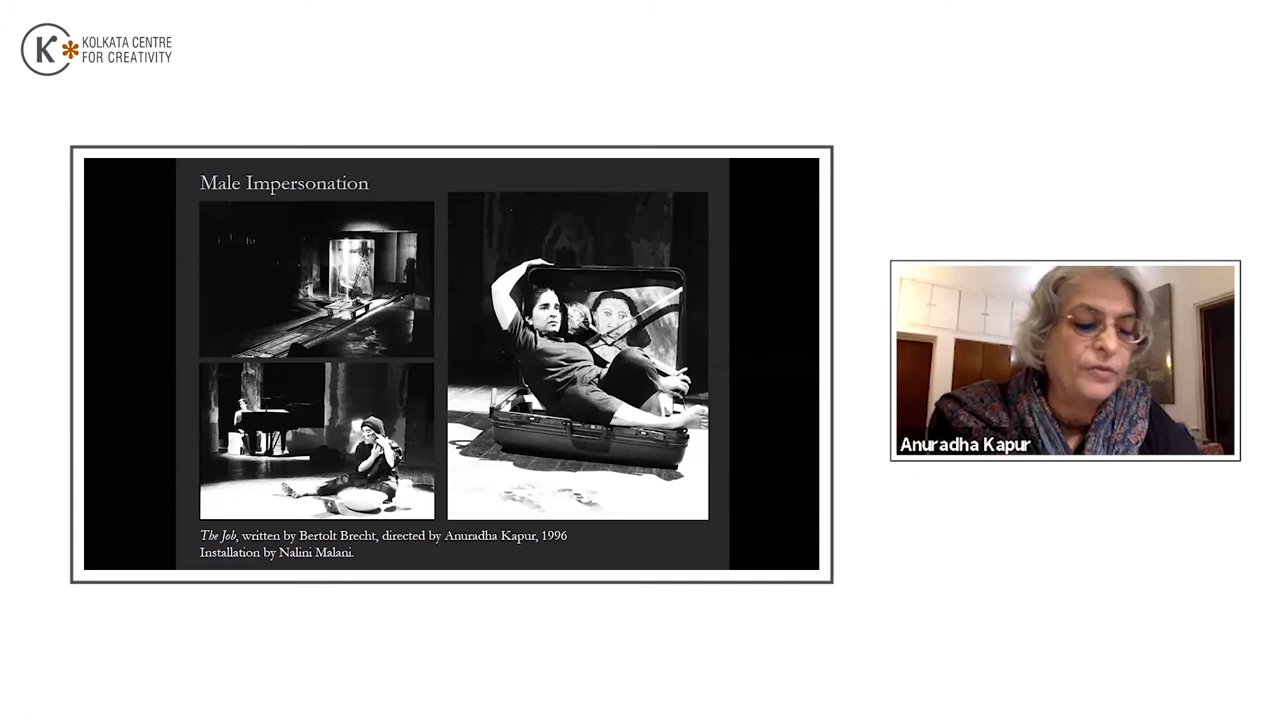 K
KOLKATA CENTRE
FOR CREATIVITY
Male Impersonation
The Job, written by Bertolt Brecht, directed by Anuradha Kapur, 1996
Installation by Nalini Malani.
Anuradha Kapur